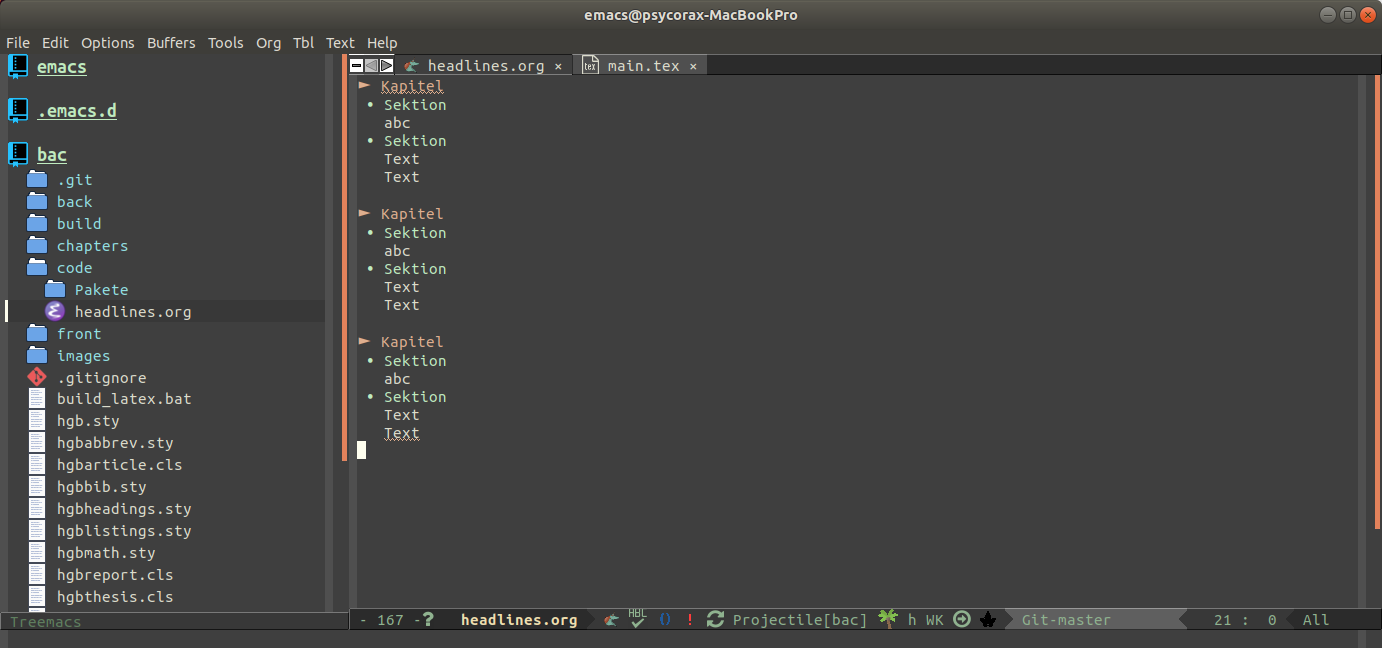 emacs@psycorax-MacBookPro
File Edit Options Buffers Tools Org Tbl Text Help
emacs
.emacs.d
bac
.git
back
build
chapters
code
Pakete
headlines.org
front
images
.gitignore
build_latex.bat
hgb.sty
hgbabbrev.sty
hgbarticle.cls
hgbbib.sty
hgbheadings.sty
hgblistings.sty
hgbmath.sty
hgbreport.cls
hgbthesis.cls
Treemacs
headlines.org × tex main.tex ×
► Kapitel
• Sektion
abc
• Sektion
Text
Text
► Kapitel
• Sektion
abc
• Sektion
Text
Text
► Kapitel
• Sektion
abc
• Sektion
Text
Text
- 167 -? headlines.org HBL () ! Projectile[bac] h WK Git-master 21 : 0 All